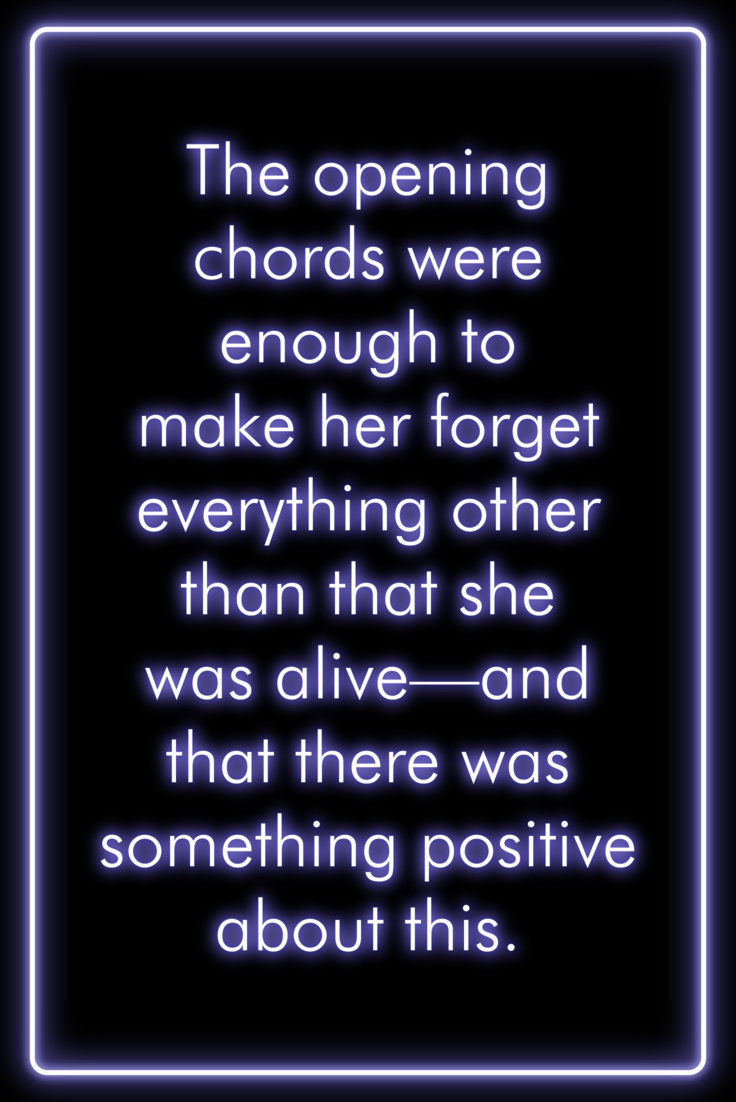 The opening
chords were
enough to
make her forget
everything other
than that she
was alive—and
that there was
something positive
about this.